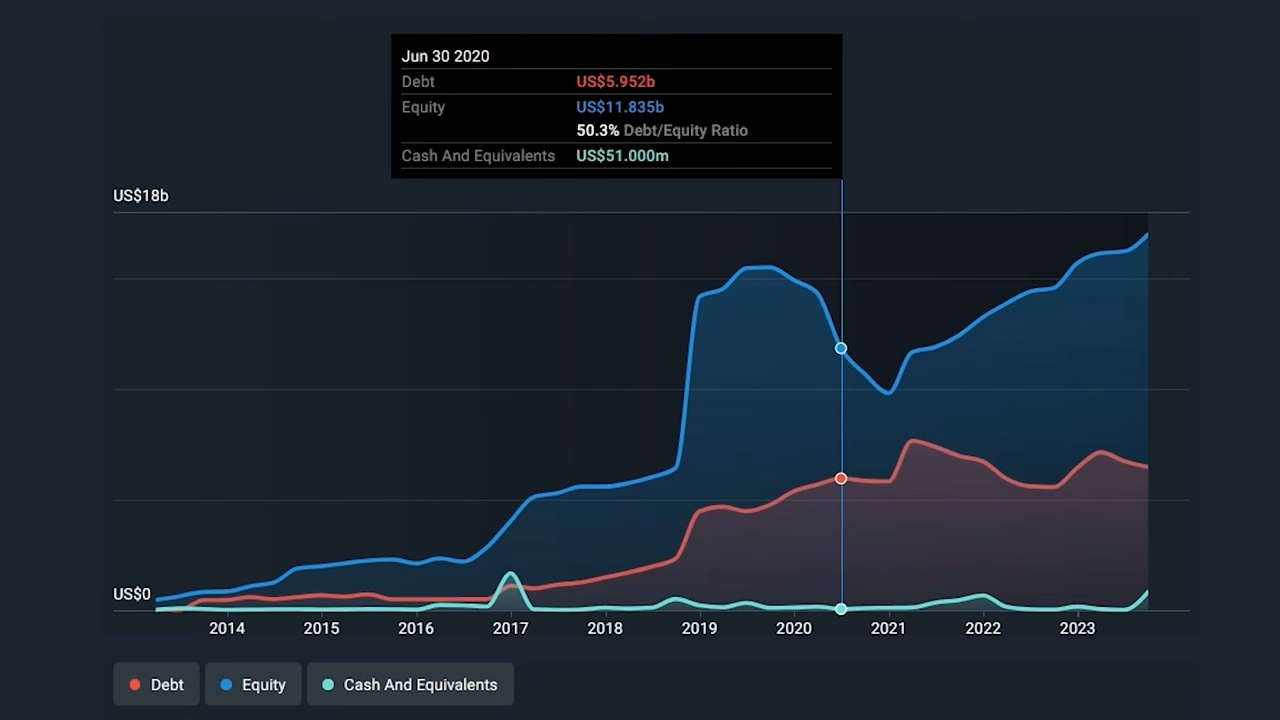 Jun 30 2020
Debt US$5.952b
Equity US$11.835b
50.3% Debt/Equity Ratio
Cash And Equivalents US$51.000m
US$18b
US$0
2014 2015 2016 2017 2018 2019 2020 2021 2022 2023
Debt Equity Cash And Equivalents